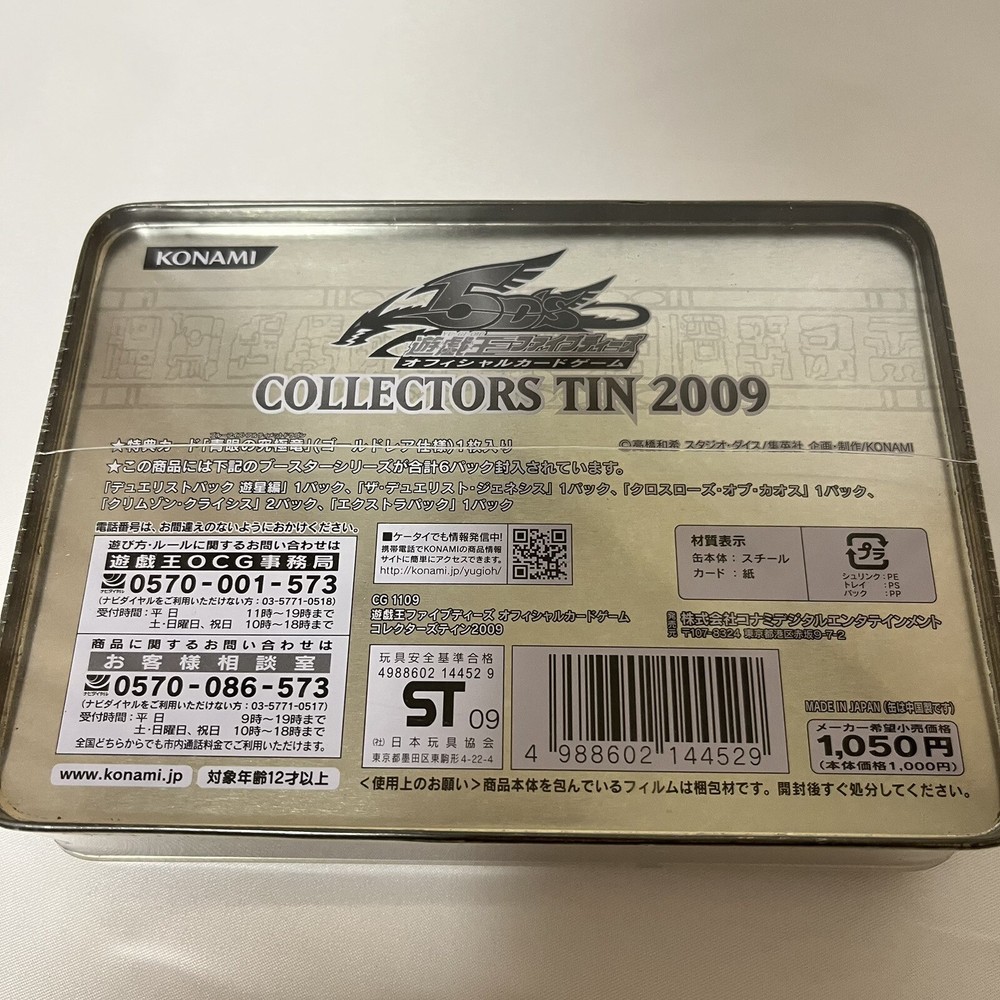 KONAMI
5D's
YU-GI-OH!
遊戯王ファイブディーズ
オフィシャルカードゲーム
COLLECTORS TIN 2009
★特典カード「青眼の究極竜」(ゴールドレア仕様)1枚入り
©高橋和希 スタジオ・ダイス/集英社 企画・制作/KONAMI
★この商品には下記のブースターシリーズが合計6パック封入されています。
「デュエリストパック 遊星編」1パック、「ザ・デュエリスト・ジェネシス」1パック、「クロスローズ・オブ・カオス」1パック、
「クリムゾン・クライシス」2パック、「エクストラパック」1パック
電話番号は、お間違えのないようにおかけください。
遊び方・ルールに関するお問い合わせは
遊戯王OCG事務局
ナビダイヤル 0570-001-573
(ナビダイヤルをご利用いただけない方:03-5771-0518)
受付時間:平日 11時〜19時まで
土・日曜日、祝日 10時〜18時まで
商品に関するお問い合わせは
お客様相談室
ナビダイヤル 0570-086-573
(ナビダイヤルをご利用いただけない方:03-5771-0517)
受付時間:平日 9時〜19時まで
土・日曜日、祝日 10時〜18時まで
全国どちらからでも市内通話料金でご利用いただけます。
www.konami.jp
対象年齢12才以上
■ケータイでも情報発信中!
携帯電話でKONAMIの商品情報
サイトに簡単にアクセスできます。
http://konami.jp/yugioh/
CG 1109
遊戯王ファイブディーズ オフィシャルカードゲーム
コレクターズティン2009
玩具安全基準合格
4988602 14452 9
ST 09
(社)日本玩具協会
東京都墨田区東駒形4-22-4
材質表示
缶本体:スチール
カード:紙
プラ
シュリンク:PE
トレイ:PS
パック:PP
発売元 株式会社コナミデジタルエンタテインメント
〒107-8324 東京都港区赤坂9-7-2
4 988602 144529
MADE IN JAPAN (缶は中国製です)
メーカー希望小売価格
1,050円
(本体価格1,000円)
<使用上のお願い>商品本体を包んでいるフィルムは梱包材です。開封後すぐ処分してください。